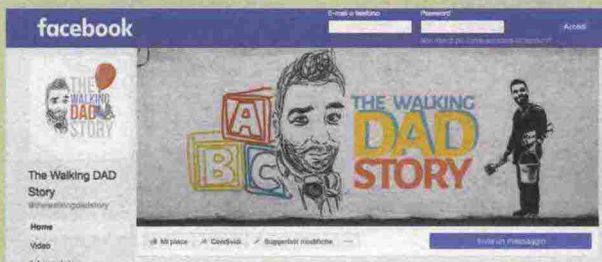 facebook
E-mail o telefono
Password
Accedi
THE
WALKING
DAD
STORY
A
B C
THE WALKING
DAD
STORY
The Walking DAD
Story
@thewalkingdadstory
Home
Video
Mi piace
Condividi
Suggerisci modifiche
Invia un messaggio